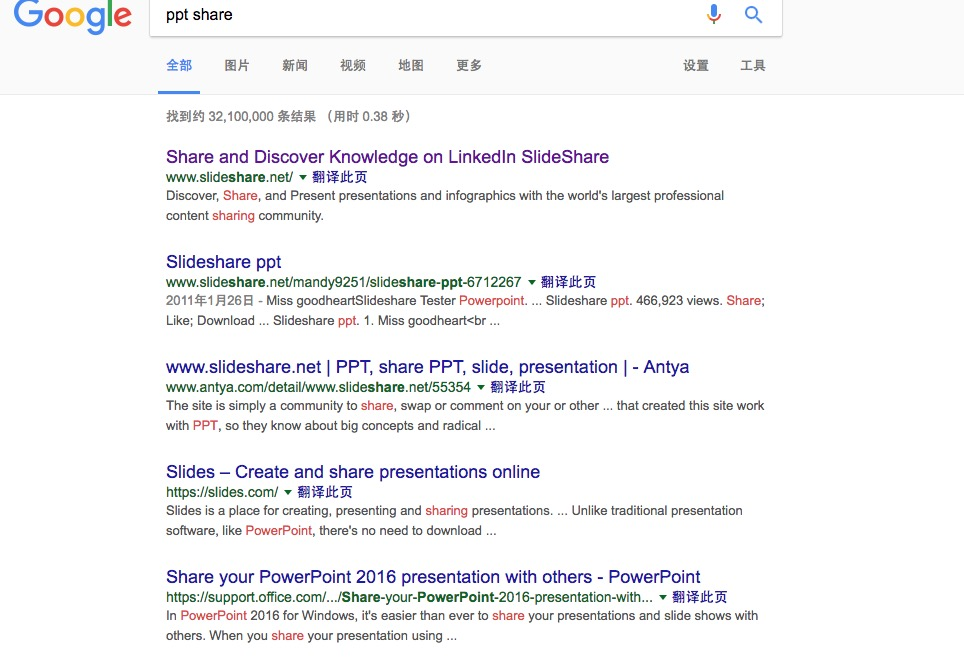 Google
ppt share
全部 图片 新闻 视频 地图 更多 设置 工具
找到约 32,100,000 条结果 （用时 0.38 秒）
Share and Discover Knowledge on LinkedIn SlideShare
www.slideshare.net/ 翻译此页
Discover, Share, and Present presentations and infographics with the world's largest professional
content sharing community.
Slideshare ppt
www.slideshare.net/mandy9251/slideshare-ppt-6712267 翻译此页
2011年1月26日 - Miss goodheartSlideshare Tester Powerpoint. ... Slideshare ppt. 466,923 views. Share;
Like; Download ... Slideshare ppt. 1. Miss goodheart<br ...
www.slideshare.net | PPT, share PPT, slide, presentation | - Antya
www.antya.com/detail/www.slideshare.net/55354 翻译此页
The site is simply a community to share, swap or comment on your or other ... that created this site work
with PPT, so they know about big concepts and radical ...
Slides – Create and share presentations online
https://slides.com/ 翻译此页
Slides is a place for creating, presenting and sharing presentations. ... Unlike traditional presentation
software, like PowerPoint, there's no need to download ...
Share your PowerPoint 2016 presentation with others - PowerPoint
https://support.office.com/.../Share-your-PowerPoint-2016-presentation-with... 翻译此页
In PowerPoint 2016 for Windows, it's easier than ever to share your presentations and slide shows with
others. When you share your presentation using ...